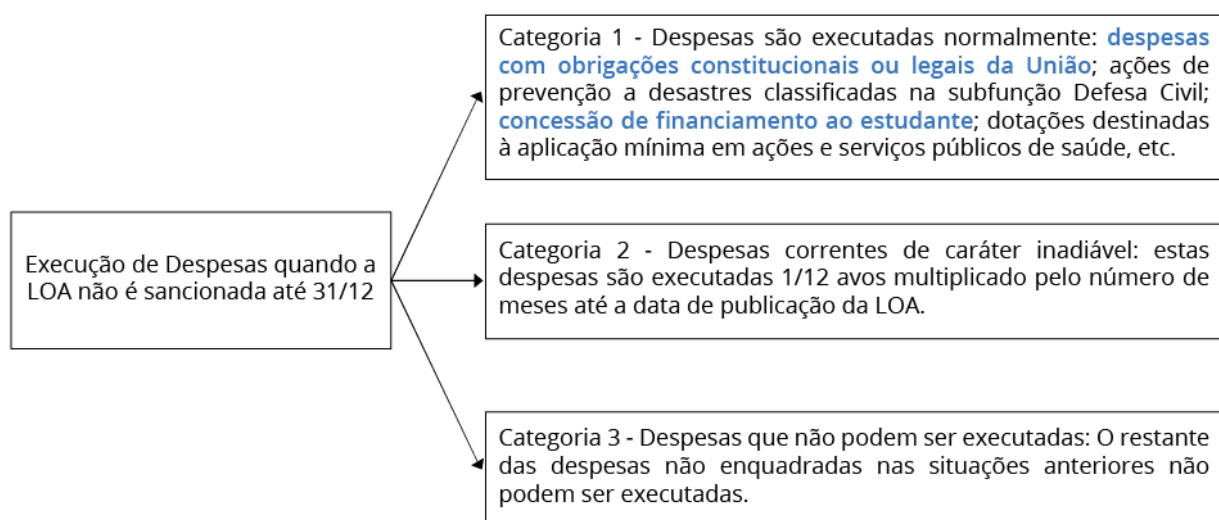 Execução de Despesas quando a
LOA não é sancionada até 31/12
Categoria 1 - Despesas são executadas normalmente: despesas
com obrigações constitucionais ou legais da União; ações de
prevenção a desastres classificadas na subfunção Defesa Civil;
concessão de financiamento ao estudante; dotações destinadas
à aplicação mínima em ações e serviços públicos de saúde, etc.
Categoria 2 - Despesas correntes de caráter inadiável: estas
despesas são executadas 1/12 avos multiplicado pelo número de
meses até a data de publicação da LOA.
Categoria 3 - Despesas que não podem ser executadas: O restante
das despesas não enquadradas nas situações anteriores não
podem ser executadas.